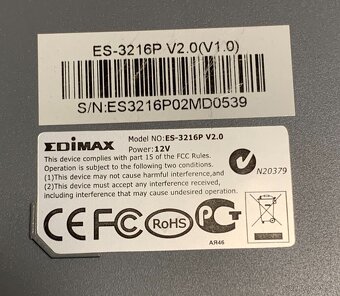 ES-3216P V2.0(V1.0)
S/N:ES3216P02MD0539
EDIMAX
Model NO:ES-3216P V2.0
Power:12V
This device complies with part 15 of the FCC Rules.
Operation is subject to the following two conditions.
(1)This device may not cause harmful interference,and
(2)This device must accept any interference received,
including interference that may cause undesired operation.
N20379
CE FC RoHS РСТ
АЯ46